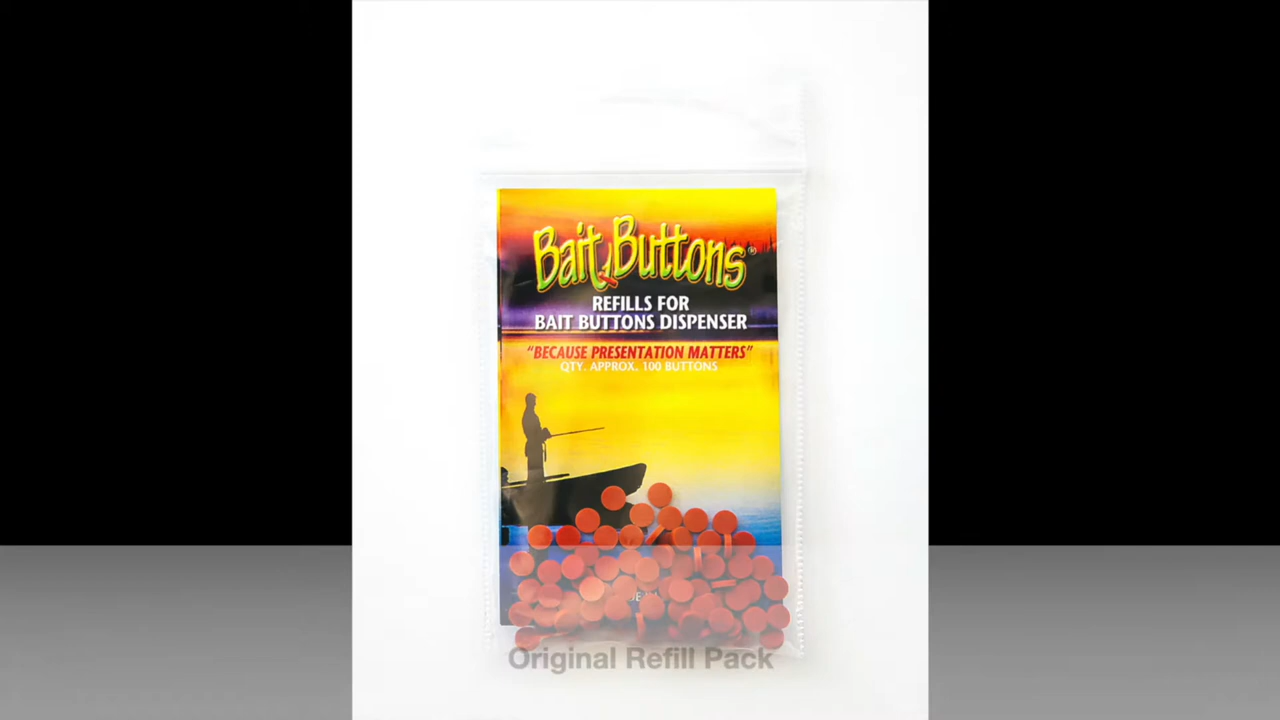 Bait Buttons®
REFILLS FOR
BAIT BUTTONS DISPENSER
"BECAUSE PRESENTATION MATTERS"
QTY. APPROX. 100 BUTTONS
Original Refill Pack